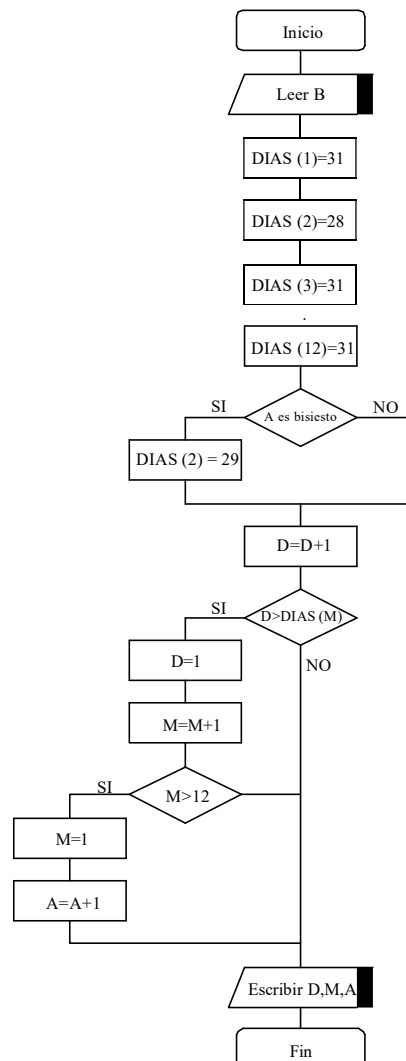 Inicio
Leer B
DIAS (1)=31
DIAS (2)=28
DIAS (3)=31
.
DIAS (12)=31
SI
A es bisiesto
NO
DIAS (2) = 29
D=D+1
SI
D>DIAS (M)
D=1
NO
M=M+1
SI
M>12
M=1
A=A+1
Escribir D,M,A
Fin